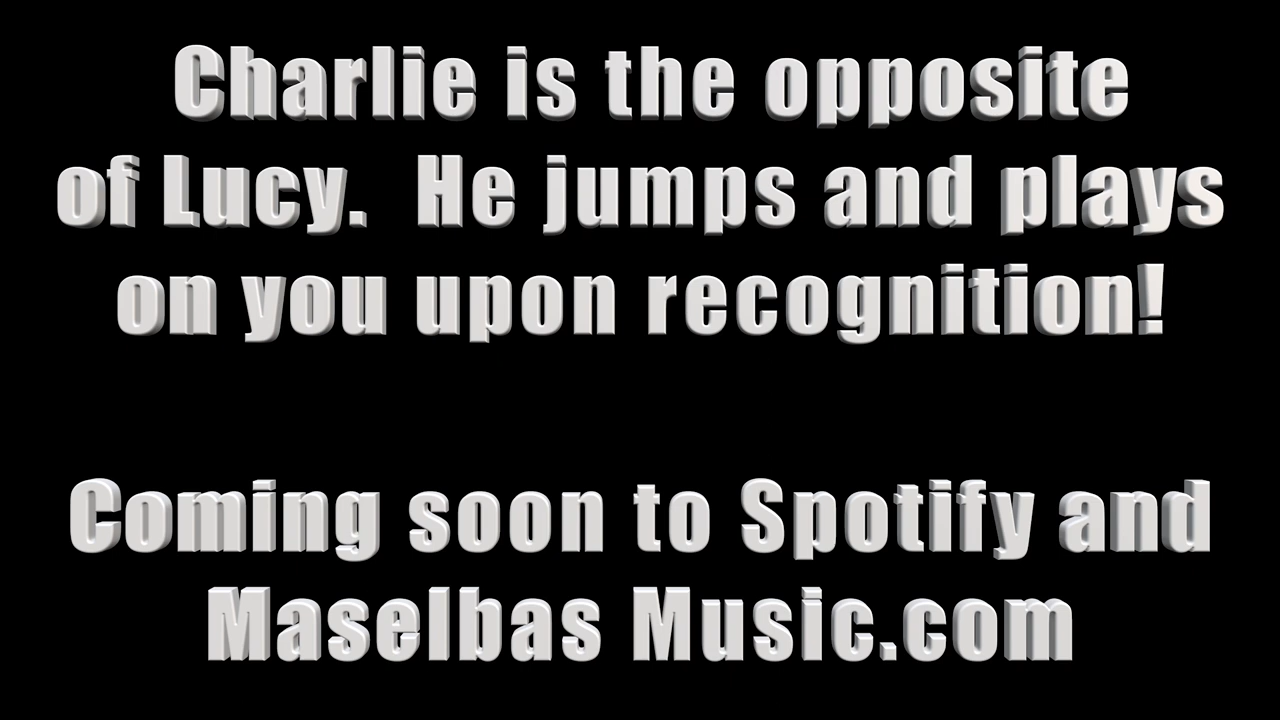 Charlie is the opposite
of Lucy.  He jumps and plays
on you upon recognition!
Coming soon to Spotify and
Maselbas Music.com